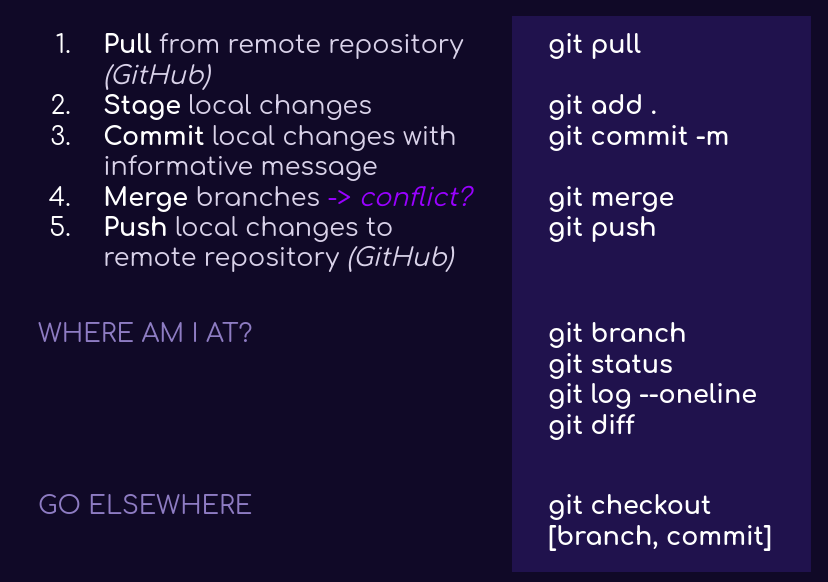 1. Pull from remote repository git pull
(GitHub)
2. Stage local changes git add .
3. Commit local changes with git commit -m
informative message
4. Merge branches -> conflict? git merge
5. Push local changes to git push
remote repository (GitHub)
WHERE AM I AT? git branch
git status
git log --oneline
git diff
GO ELSEWHERE git checkout
[branch, commit]